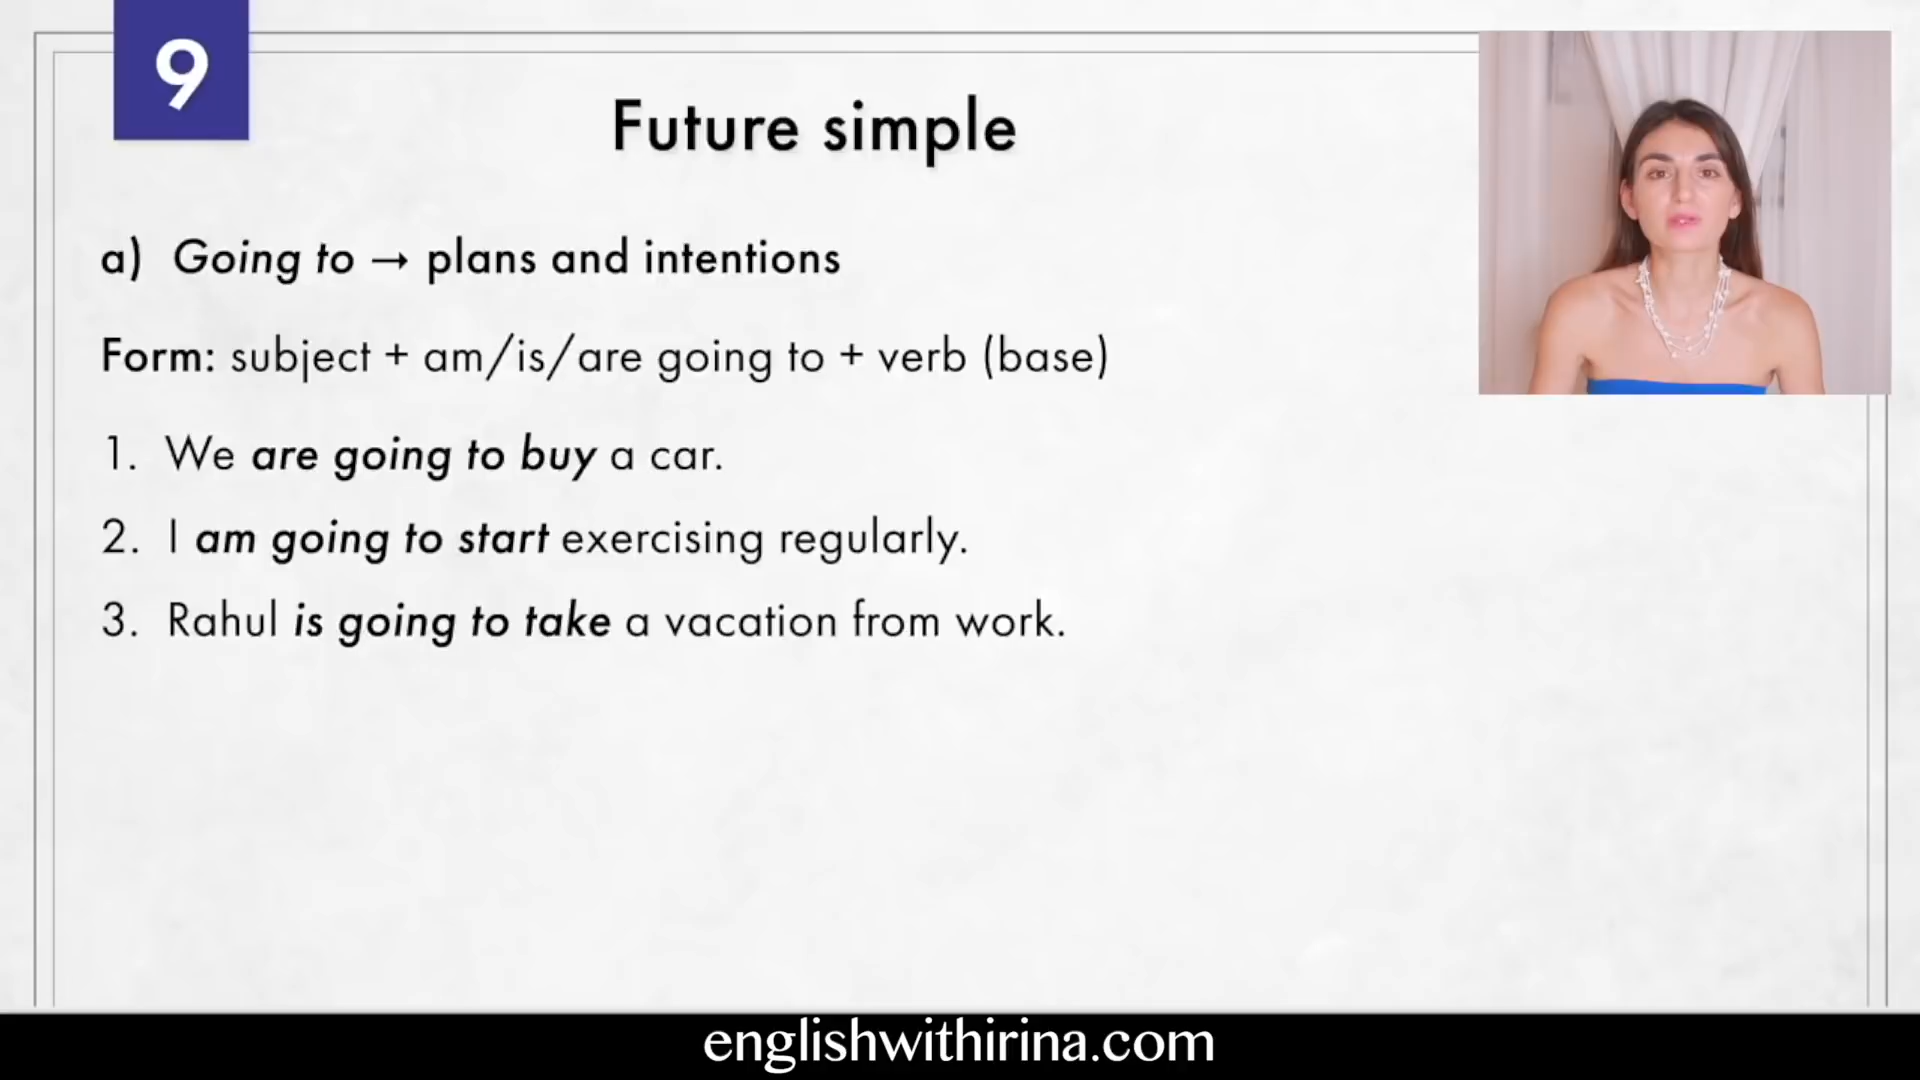 9
Future simple
a) Going to → plans and intentions
Form: subject + am/is/are going to + verb (base)
1. We are going to buy a car.
2. I am going to start exercising regularly.
3. Rahul is going to take a vacation from work.
englishwithirina.com